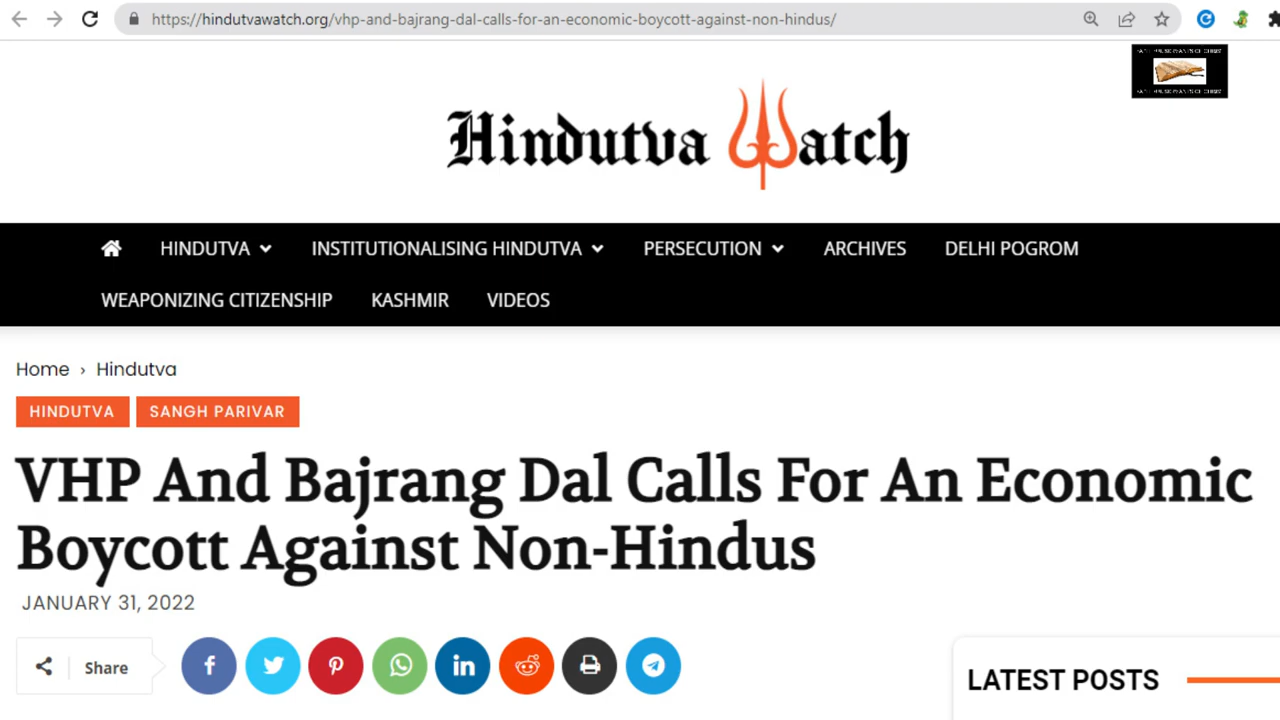 https://hindutvawatch.org/vhp-and-bajrang-dal-calls-for-an-economic-boycott-against-non-hindus/
Hindutva Watch
HINDUTVA INSTITUTIONALISING HINDUTVA PERSECUTION ARCHIVES DELHI POGROM
WEAPONIZING CITIZENSHIP KASHMIR VIDEOS
Home › Hindutva
HINDUTVA SANGH PARIVAR
VHP And Bajrang Dal Calls For An Economic
Boycott Against Non-Hindus
JANUARY 31, 2022
Share
LATEST POSTS